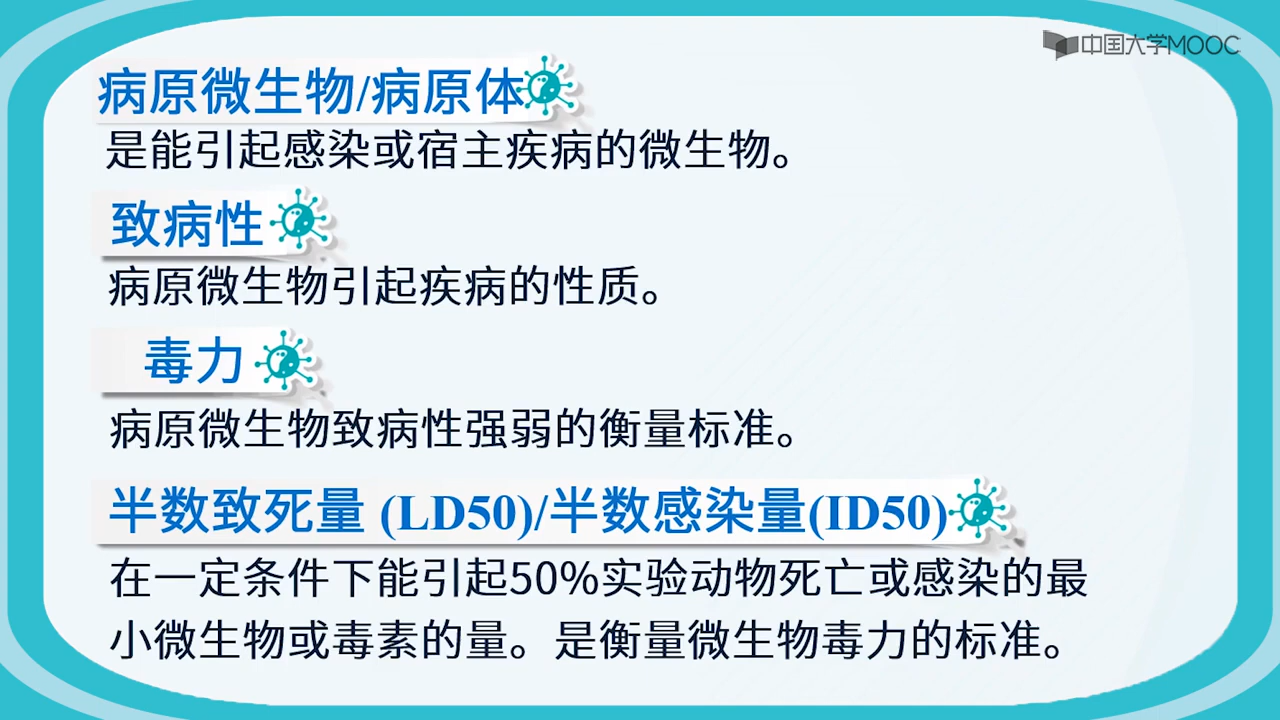 中国大学MOOC
病原微生物/病原体
是能引起感染或宿主疾病的微生物。
致病性
病原微生物引起疾病的性质。
毒力
病原微生物致病性强弱的衡量标准。
半数致死量 (LD50)/半数感染量(ID50)
在一定条件下能引起50%实验动物死亡或感染的最
小微生物或毒素的量。是衡量微生物毒力的标准。